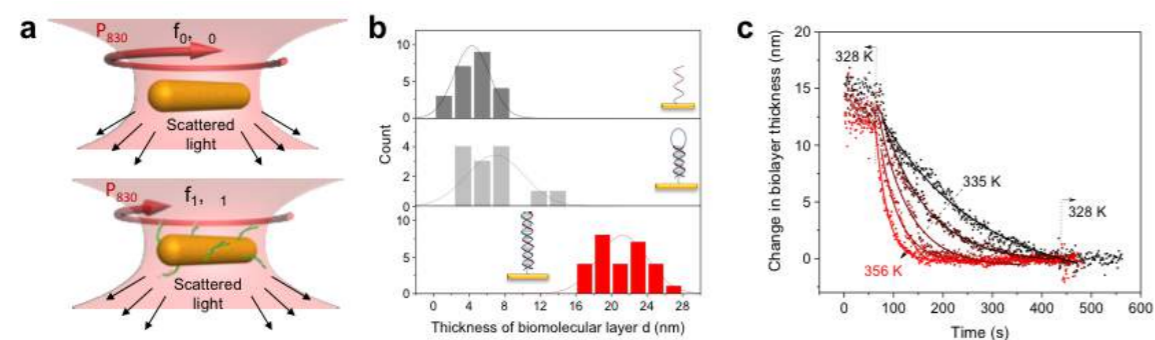 a
P830
f0, 0
Scattered
light
P830
f1, 1
Scattered
light
b
10
5
0
4
2
0
10
5
0
Count
0 4 8 12 16 20 24 28
Thickness of biomolecular layer d (nm)
c
20
15
10
5
0
Change in biolayer thickness (nm)
328 K
335 K
328 K
356 K
0 100 200 300 400 500 600
Time (s)